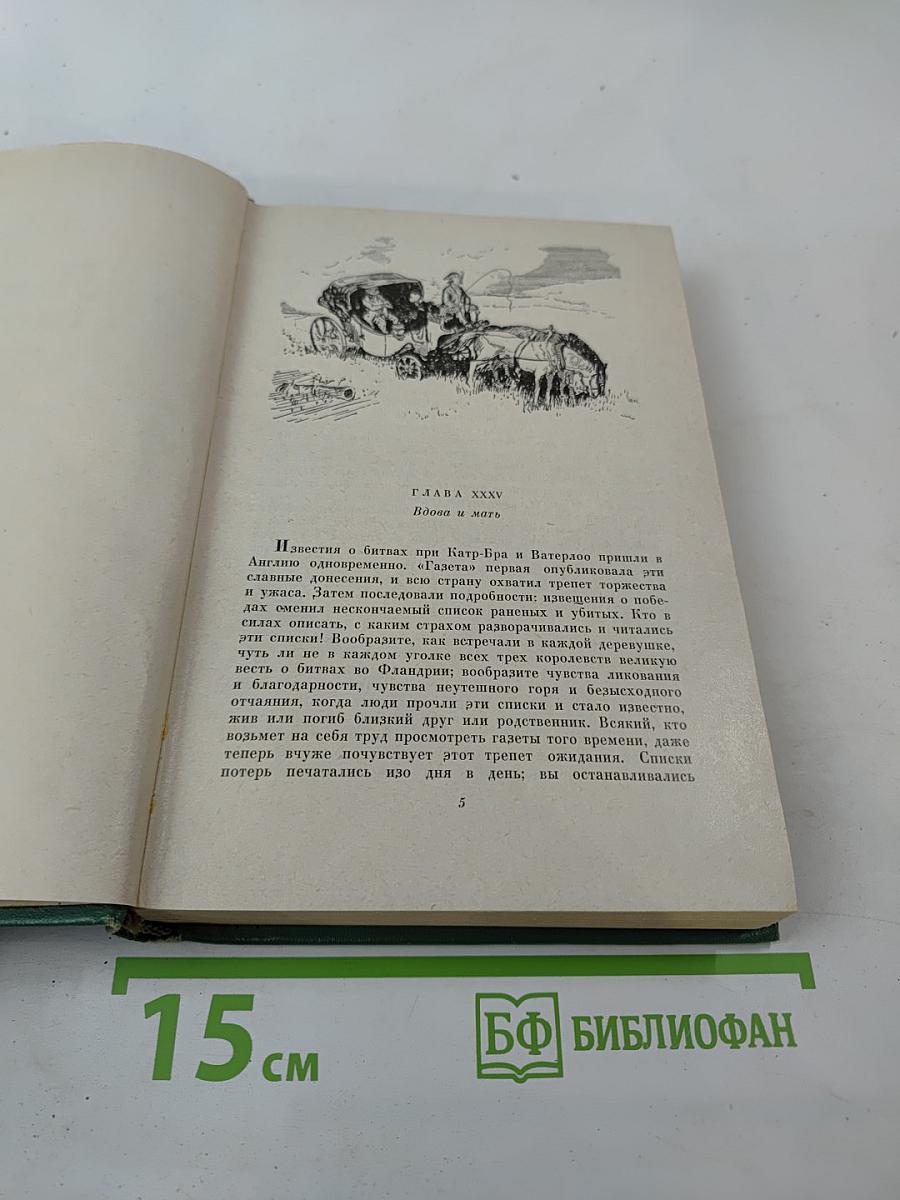 ГЛАВА XXXV
Вдова и мать
Известия о битвах при Катр-Бра и Ватерлоо пришли в
Англию одновременно. «Газета» первая опубликовала эти
славные донесения, и всю страну охватил трепет торжества
и ужаса. Затем последовали подробности: извещения о побе-
дах сменил нескончаемый список раненых и убитых. Кто в
силах описать, с каким страхом разворачивались и читались
эти списки! Вообразите, как встречали в каждой деревушке,
чуть ли не в каждом уголке всех трех королевств великую
весть о битвах во Фландрии; вообразите чувства ликования
и благодарности, чувства неутешного горя и безысходного
отчаяния, когда люди прочли эти списки и стало известно,
жив или погиб близкий друг или родственник. Всякий, кто
возьмет на себя труд просмотреть газеты того времени, даже
теперь вчуже почувствует этот трепет ожидания. Списки
потерь печатались изо дня в день; вы останавливались
5
15 см
БФ БИБЛИОФАН